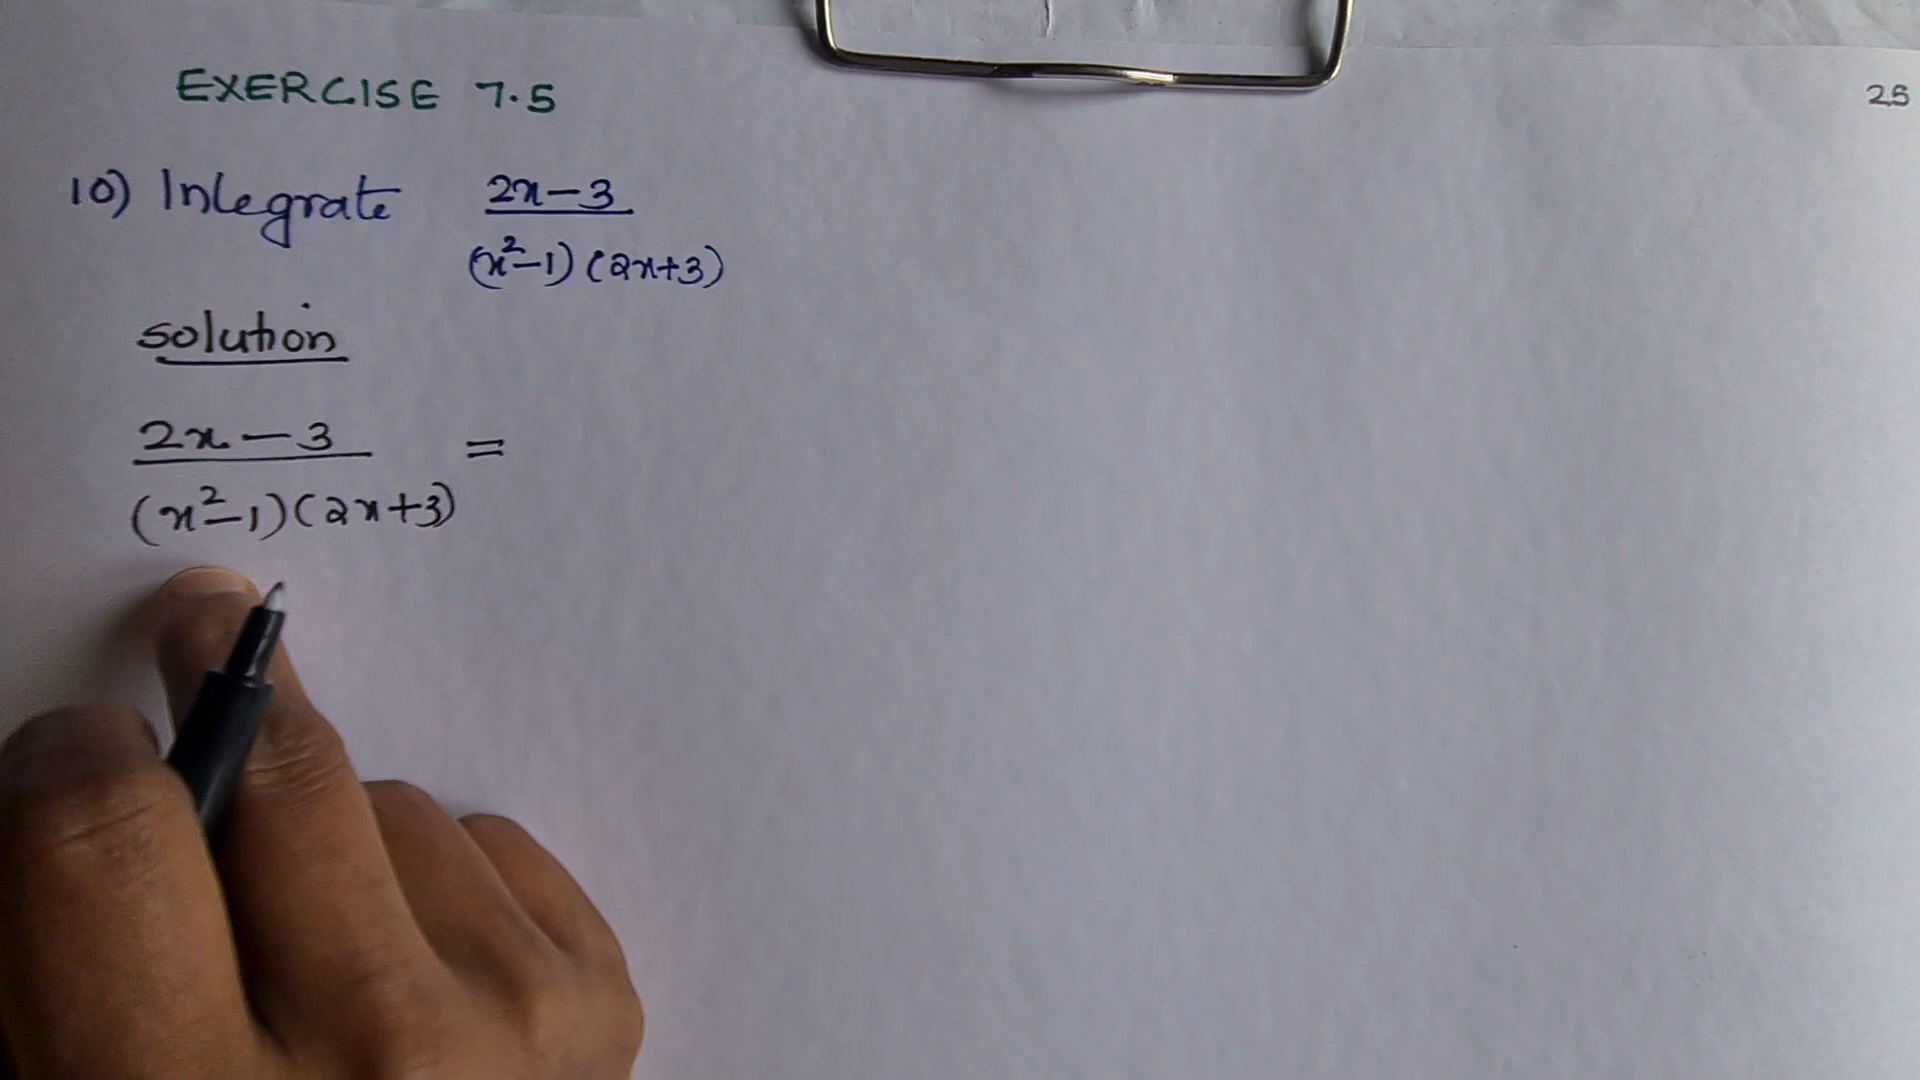 EXERCISE 7.5
25
10) Integrate 2x-3
(x²-1) (2x+3)
solution
2x-3 =
(x²-1)(2x+3)